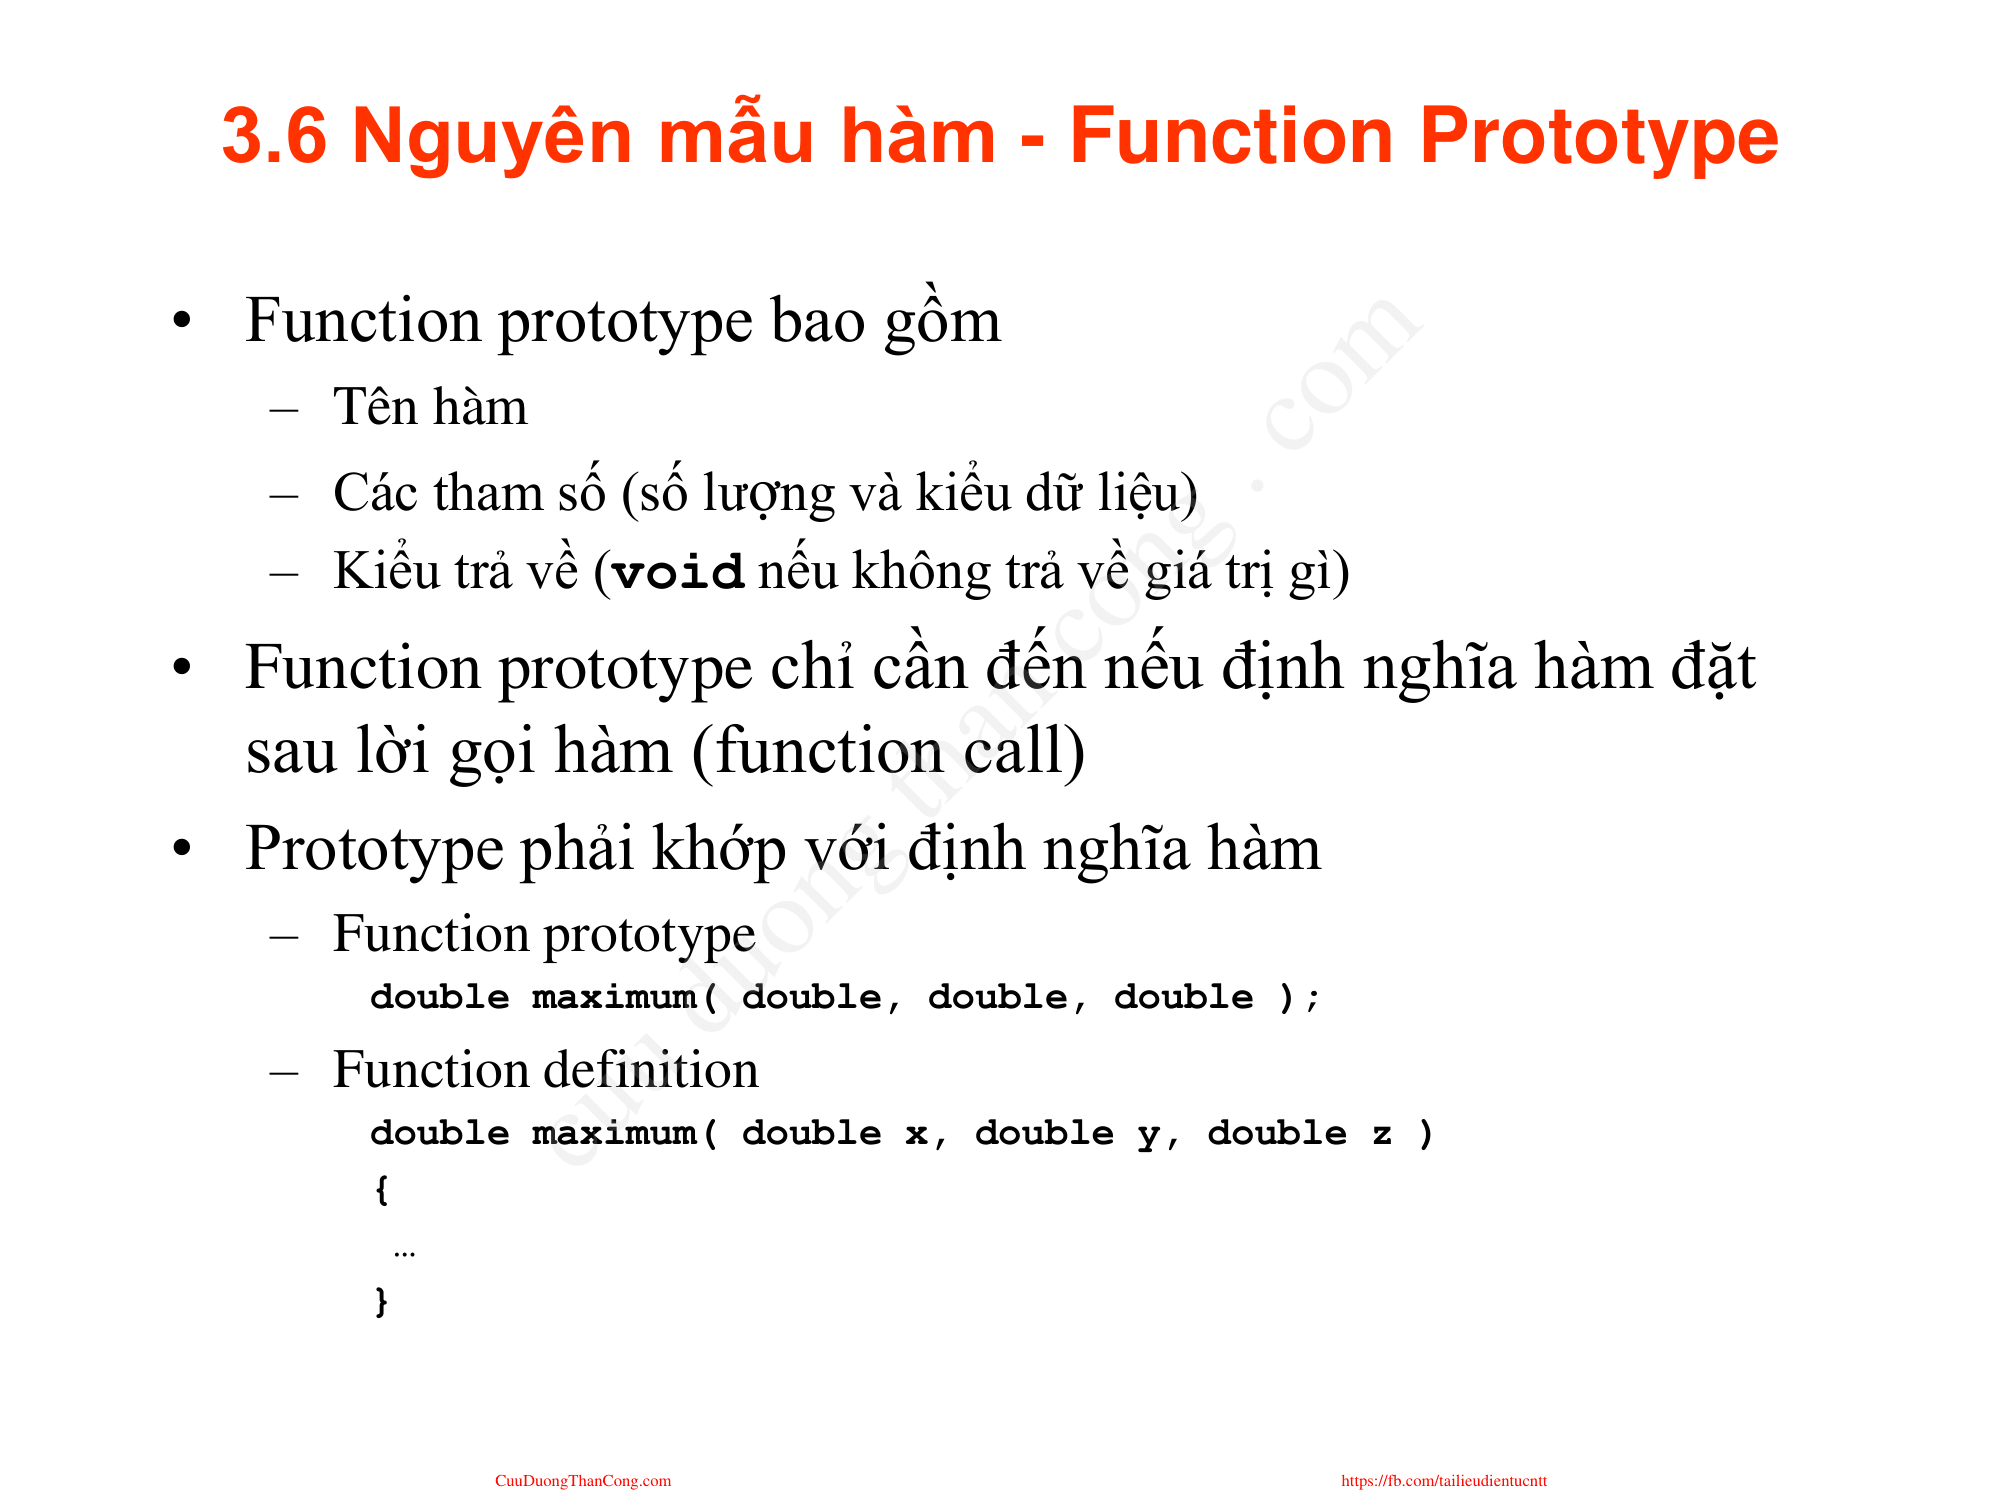 3.6 Nguyên mẫu hàm - Function Prototype
• Function prototype bao gồm
– Tên hàm
– Các tham số (số lượng và kiểu dữ liệu)
– Kiểu trả về (void nếu không trả về giá trị gì)
• Function prototype chỉ cần đến nếu định nghĩa hàm đặt
sau lời gọi hàm (function call)
• Prototype phải khớp với định nghĩa hàm
– Function prototype
double maximum( double, double, double );
– Function definition
double maximum( double x, double y, double z )
{
…
}
cuu duong than cong . com
CuuDuongThanCong.com
https://fb.com/tailieudientucntt